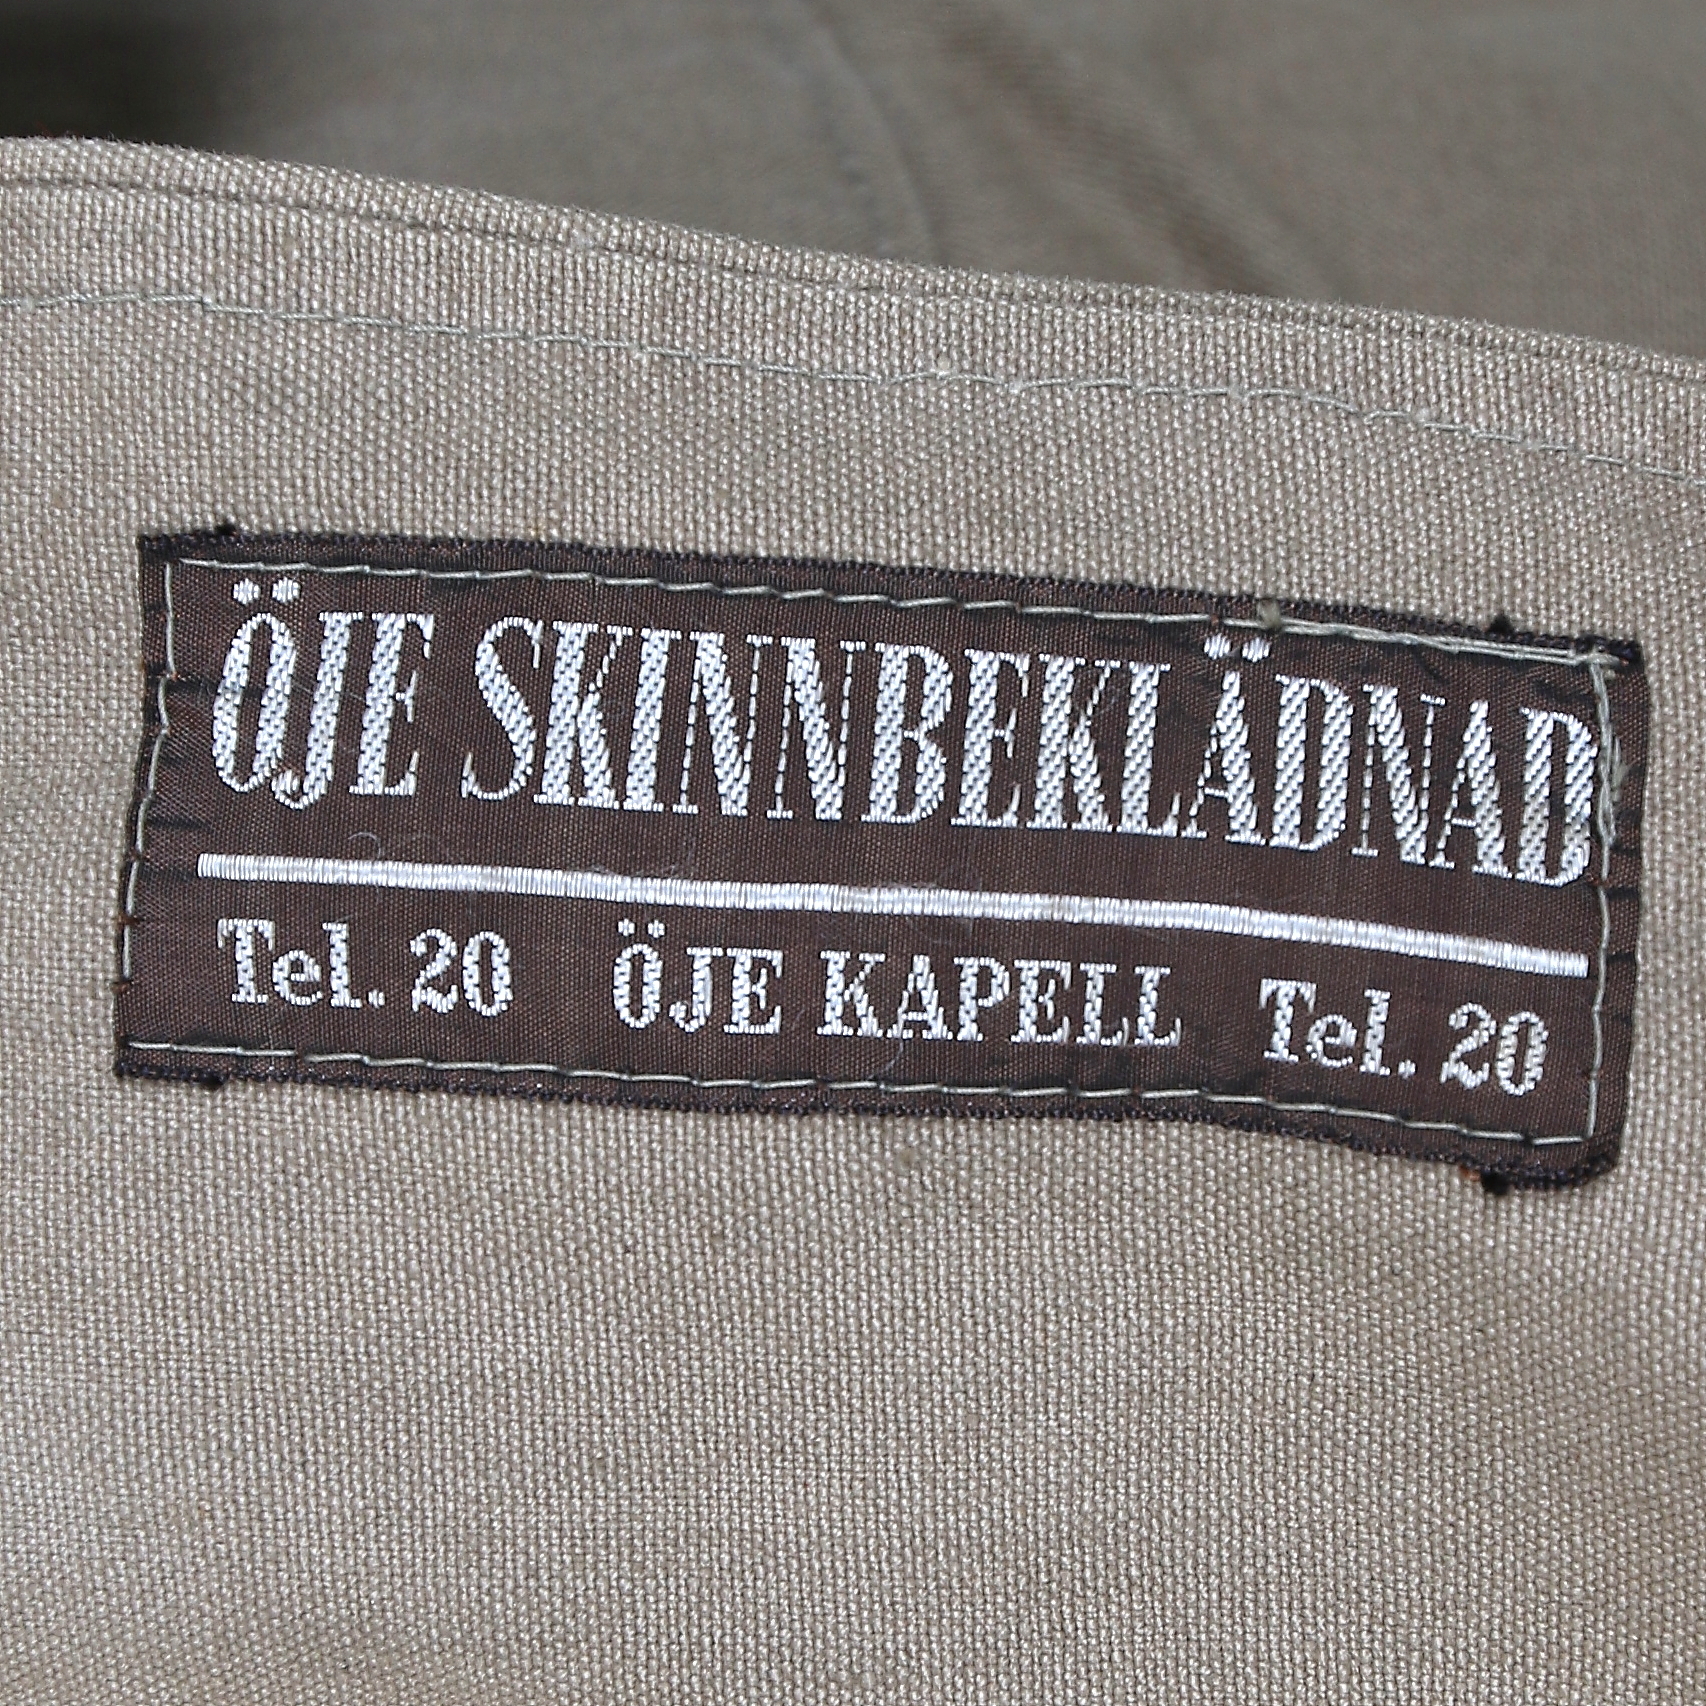 ÖJE SKINNBEKLÄDNAD
Tel. 20 ÖJE KAPELL Tel. 20